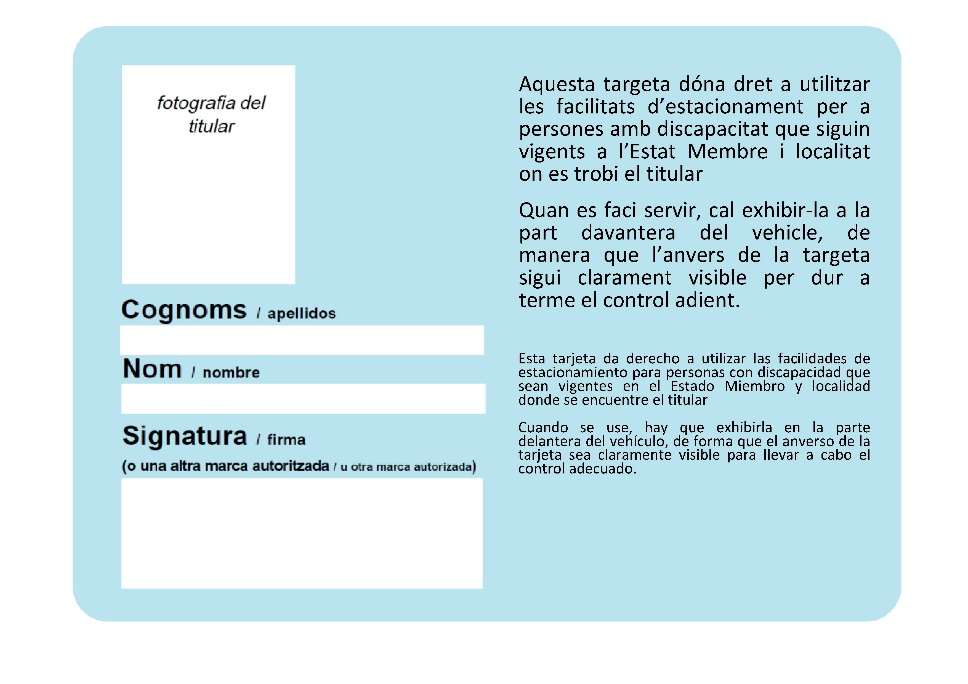 fotografia del
titular
Cognoms / apellidos
Nom / nombre
Signatura / firma
(o una altra marca autoritzada / u otra marca autorizada)
Aquesta targeta dóna dret a utilitzar
les facilitats d'estacionament per a
persones amb discapacitat que siguin
vigents a l'Estat Membre i localitat
on es trobi el titular
Quan es faci servir, cal exhibir-la a la
part davantera del vehicle, de
manera que l'anvers de la targeta
sigui clarament visible per dur a
terme el control adient.
Esta tarjeta da derecho a utilizar las facilidades de
estacionamiento para personas con discapacidad que
sean vigentes en el Estado Miembro y localidad
donde se encuentre el titular
Cuando se use, hay que exhibirla en la parte
delantera del vehículo, de forma que el anverso de la
tarjeta sea claramente visible para llevar a cabo el
control adecuado.